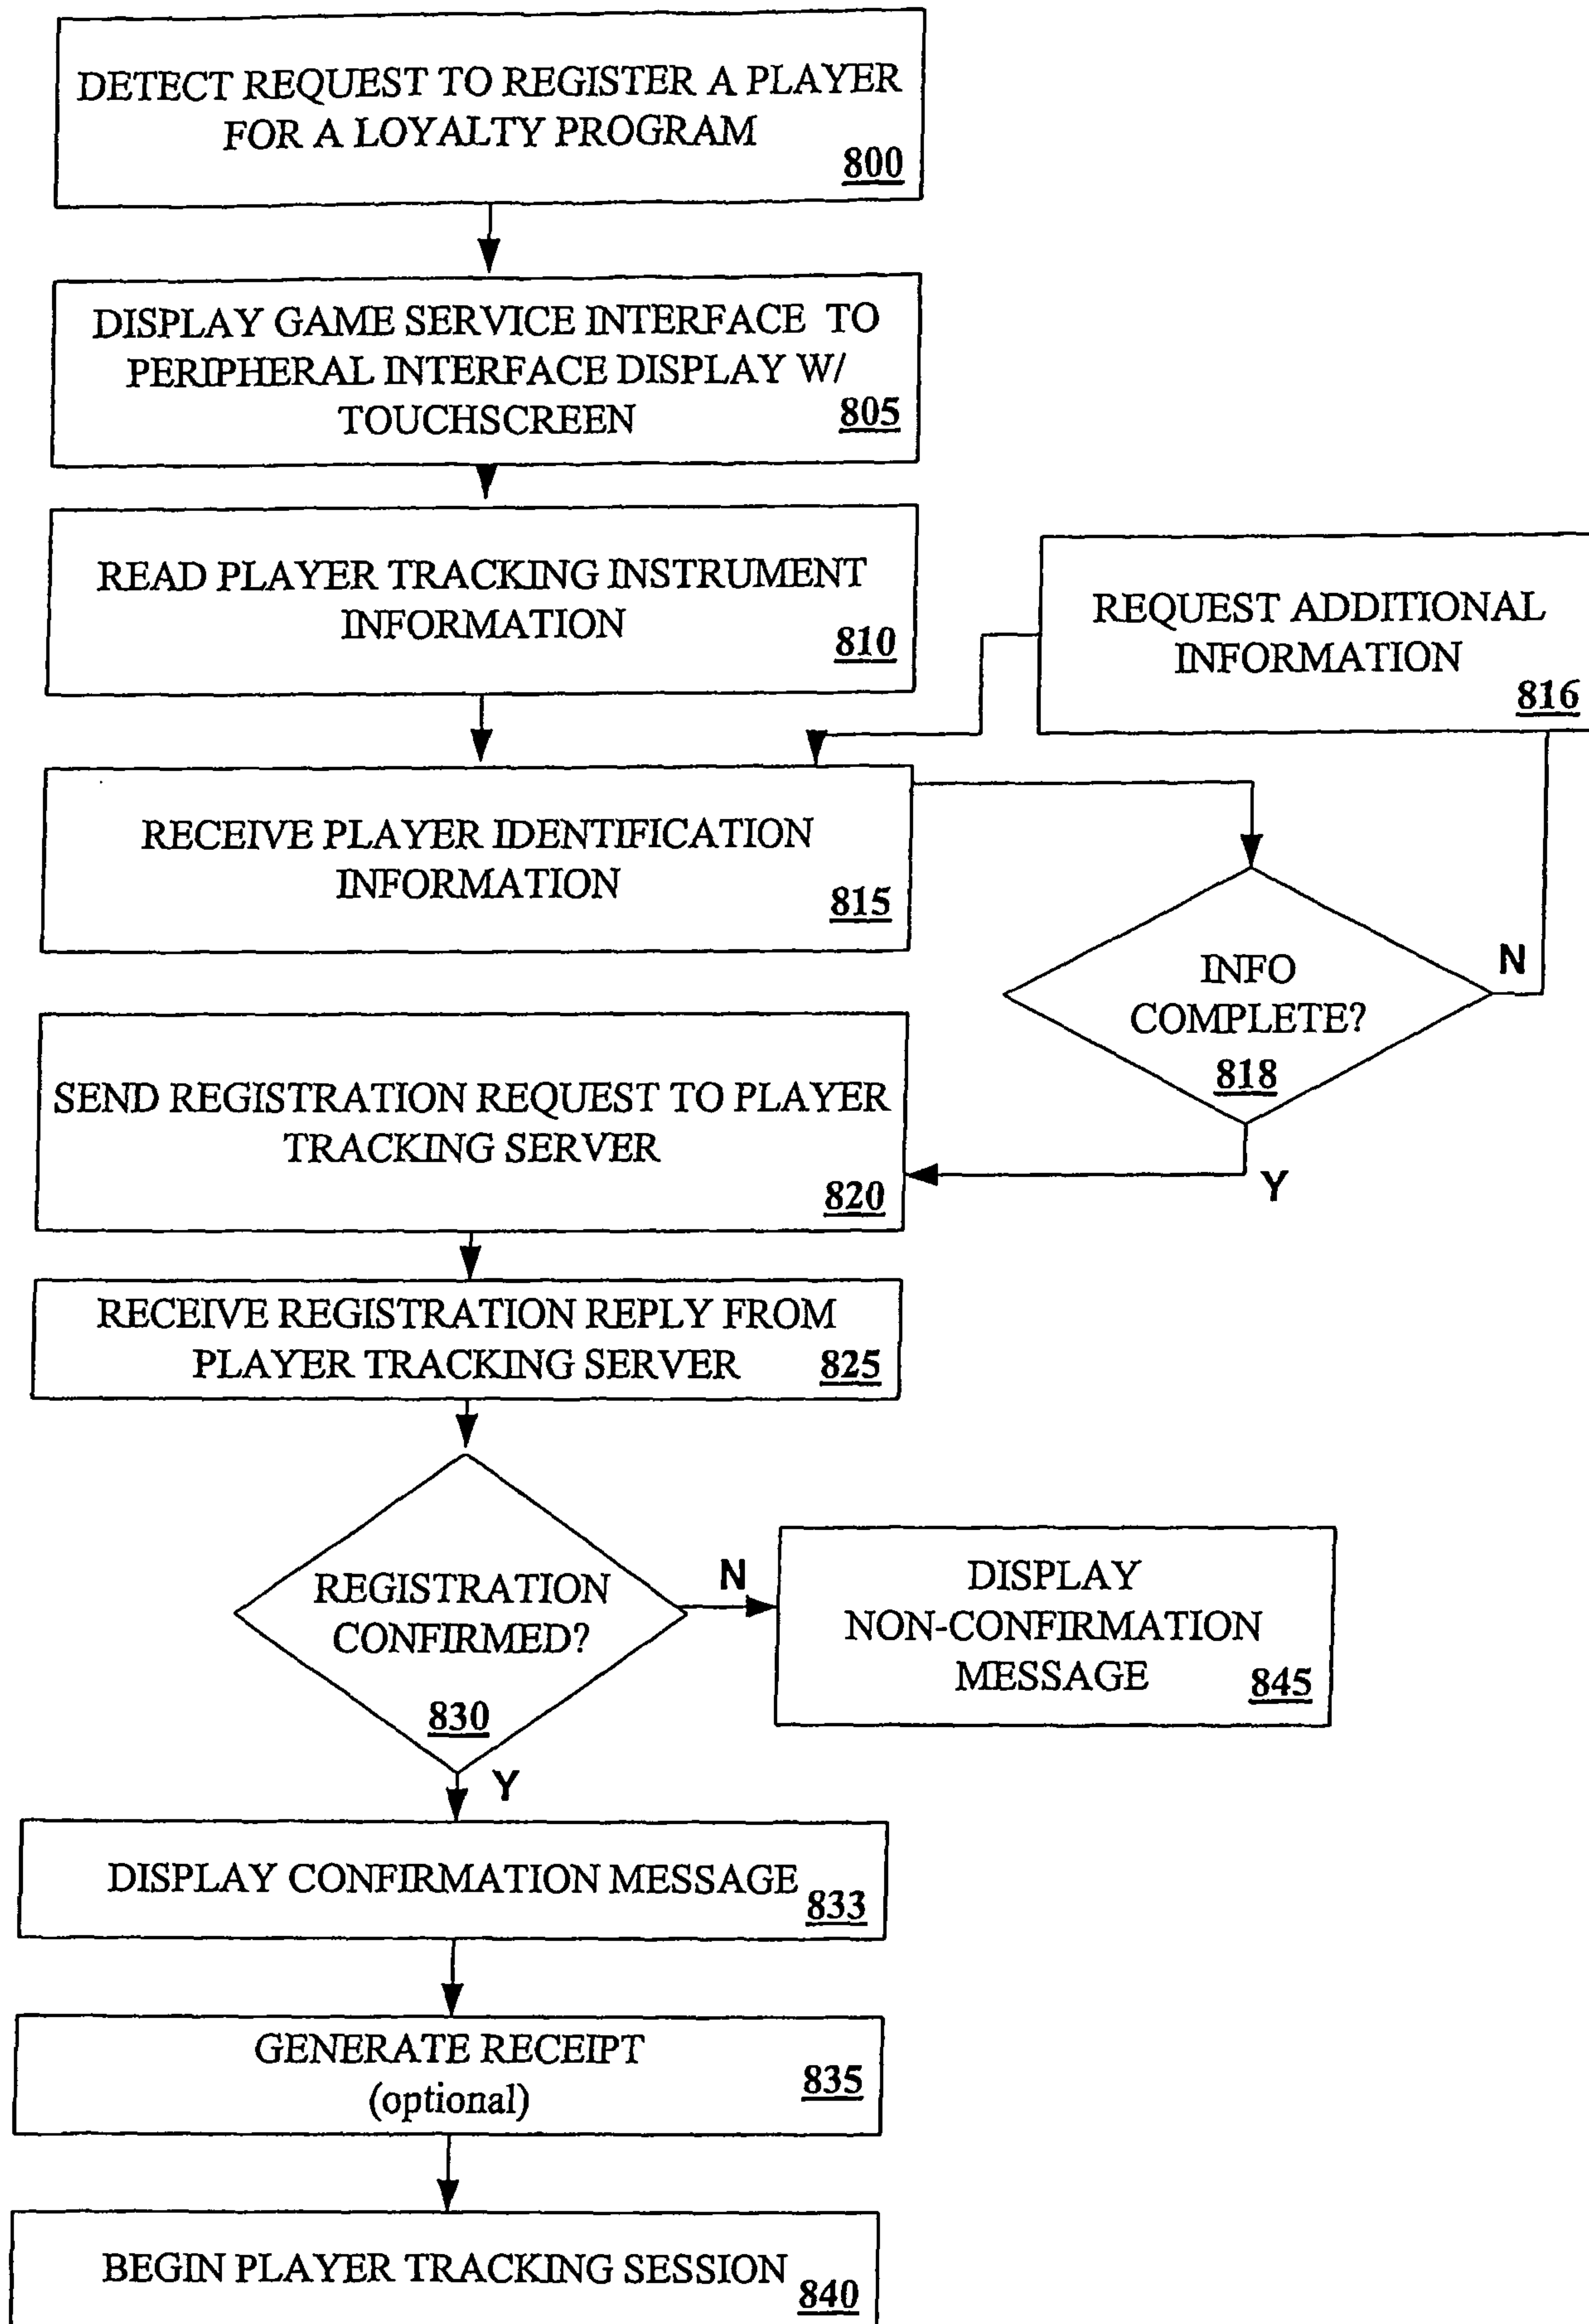 DETECT REQUEST TO REGISTER A PLAYER
FOR A LOYALTY PROGRAM
800
DISPLAY GAME SERVICE INTERFACE TO
PERIPHERAL INTERFACE DISPLAY W/
TOUCHSCREEN
805
READ PLAYER TRACKING INSTRUMENT
INFORMATION
810
REQUEST ADDITIONAL
INFORMATION
816
RECEIVE PLAYER IDENTIFICATION
INFORMATION
815
INFO
COMPLETE?
818
N
Y
SEND REGISTRATION REQUEST TO PLAYER
TRACKING SERVER
820
RECEIVE REGISTRATION REPLY FROM
PLAYER TRACKING SERVER
825
REGISTRATION
CONFIRMED?
830
N
DISPLAY
NON-CONFIRMATION
MESSAGE
845
Y
DISPLAY CONFIRMATION MESSAGE
833
GENERATE RECEIPT
(optional)
835
BEGIN PLAYER TRACKING SESSION
840